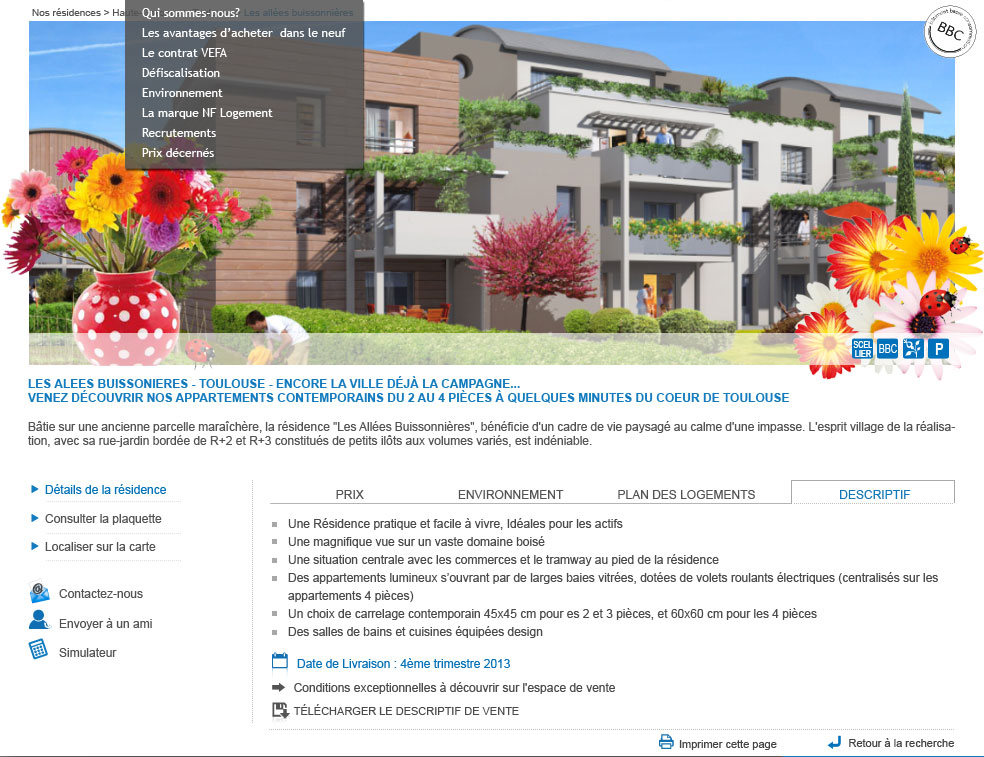 Nos résidences > Haute
Les allées buissonnières
Qui sommes-nous?
Les avantages d'acheter dans le neuf
Le contrat VEFA
Défiscalisation
Environnement
La marque NF Logement
Recrutements
Prix décernés
BBC
SCEL
LIER
BBC
P
LES ALEES BUISSONIERES - TOULOUSE - ENCORE LA VILLE DÉJÀ LA CAMPAGNE...
VENEZ DÉCOUVRIR NOS APPARTEMENTS CONTEMPORAINS DU 2 AU 4 PIÈCES À QUELQUES MINUTES DU COEUR DE TOULOUSE
Bâtie sur une ancienne parcelle maraîchère, la résidence "Les Allées Buissonnières", bénéficie d'un cadre de vie paysagé au calme d'une impasse. L'esprit village de la réalisa-
tion, avec sa rue-jardin bordée de R+2 et R+3 constitués de petits ilôts aux volumes variés, est indéniable.
Détails de la résidence
Consulter la plaquette
Localiser sur la carte
Contactez-nous
Envoyer à un ami
Simulateur
PRIX
ENVIRONNEMENT
PLAN DES LOGEMENTS
DESCRIPTIF
Une Résidence pratique et facile à vivre, Idéales pour les actifs
Une magnifique vue sur un vaste domaine boisé
Une situation centrale avec les commerces et le tramway au pied de la résidence
Des appartements lumineux s'ouvrant par de larges baies vitrées, dotées de volets roulants électriques (centralisés sur les
appartements 4 pièces)
Un choix de carrelage contemporain 45x45 cm pour es 2 et 3 pièces, et 60x60 cm pour les 4 pièces
Des salles de bains et cuisines équipées design
Date de Livraison : 4ème trimestre 2013
Conditions exceptionnelles à découvrir sur l'espace de vente
TÉLÉCHARGER LE DESCRIPTIF DE VENTE
Imprimer cette page
Retour à la recherche